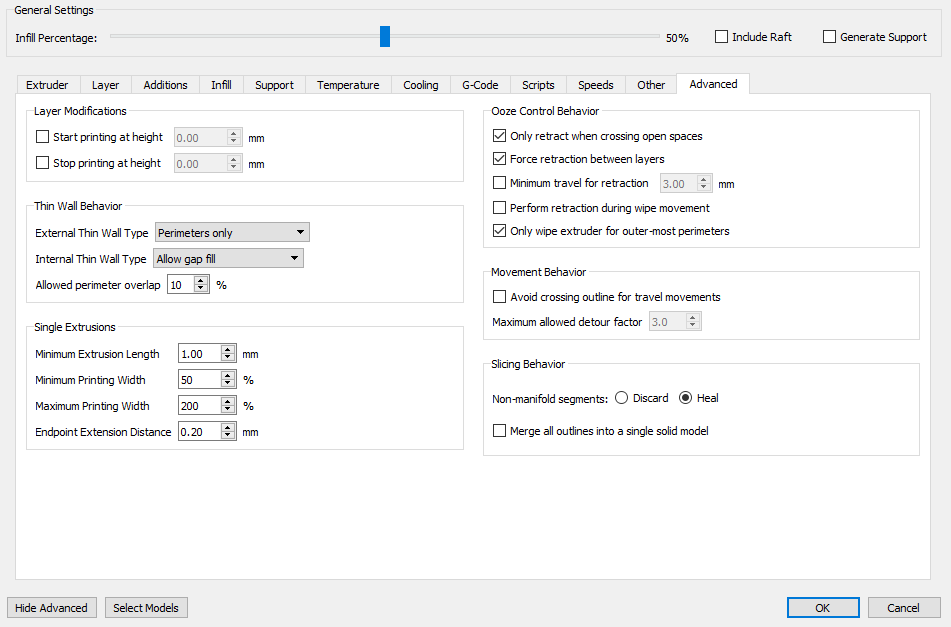 General Settings
Infill Percentage: 50% Include Raft Generate Support
Extruder Layer Additions Infill Support Temperature Cooling G-Code Scripts Speeds Other Advanced
Layer Modifications
Start printing at height 0.00 mm
Stop printing at height 0.00 mm
Thin Wall Behavior
External Thin Wall Type Perimeters only
Internal Thin Wall Type Allow gap fill
Allowed perimeter overlap 10 %
Single Extrusions
Minimum Extrusion Length 1.00 mm
Minimum Printing Width 50 %
Maximum Printing Width 200 %
Endpoint Extension Distance 0.20 mm
Ooze Control Behavior
Only retract when crossing open spaces
Force retraction between layers
Minimum travel for retraction 3.00 mm
Perform retraction during wipe movement
Only wipe extruder for outer-most perimeters
Movement Behavior
Avoid crossing outline for travel movements
Maximum allowed detour factor 3.0
Slicing Behavior
Non-manifold segments: Discard Heal
Merge all outlines into a single solid model
Hide Advanced Select Models OK Cancel